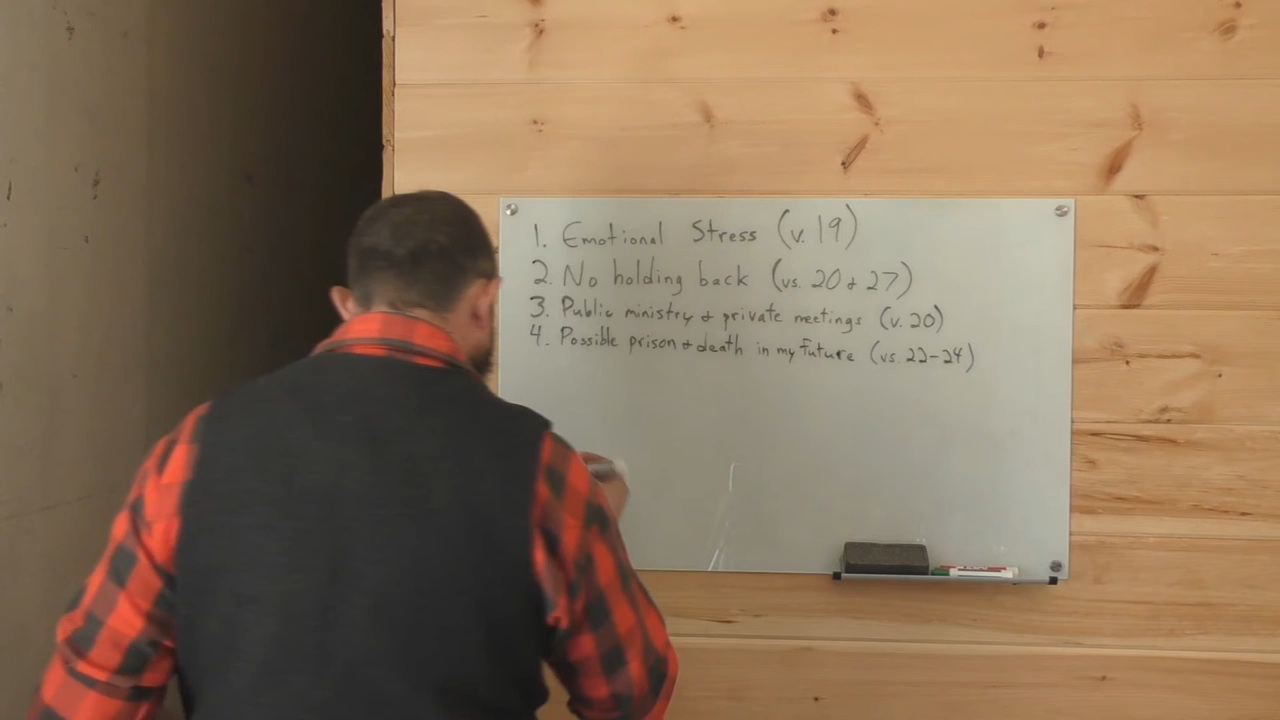 1. Emotional Stress (v. 19)
2. No holding back (vs. 20 & 27)
3. Public ministry & private meetings (v. 20)
4. Possible prison & death in my future (vs. 22-24)